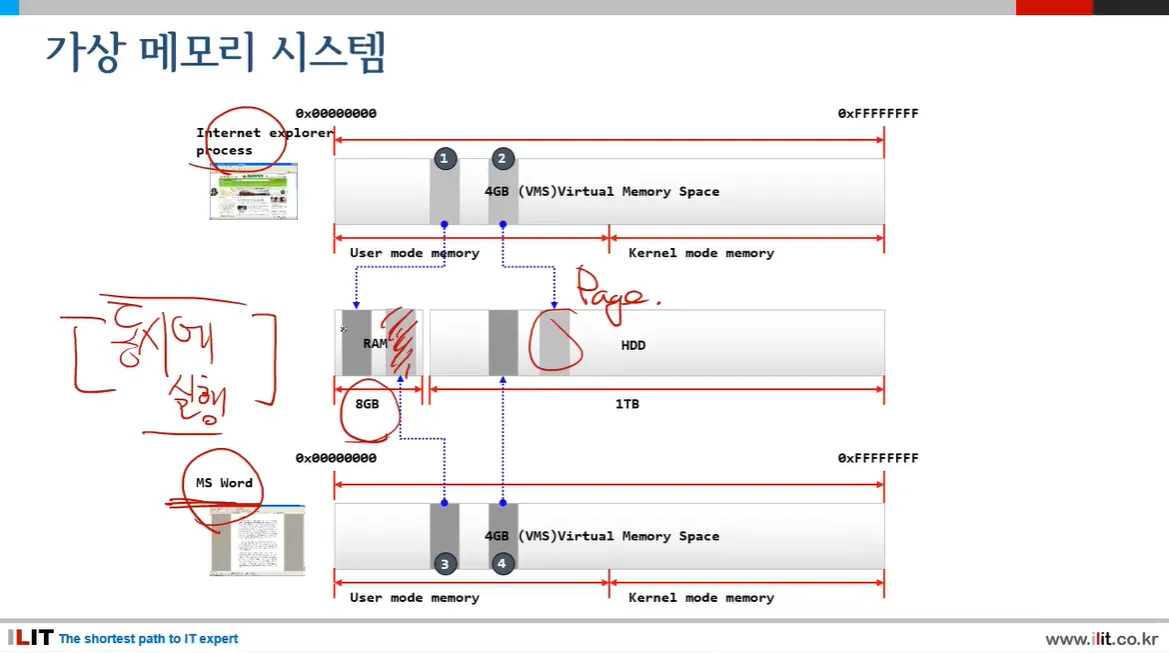 가상 메모리 시스템
0x00000000
0xFFFFFFFF
Internet explorer
process
1
2
4GB (VMS)Virtual Memory Space
User mode memory
Kernel mode memory
Page.
동시에
실행
RAM
HDD
8GB
1TB
0x00000000
0xFFFFFFFF
MS Word
4GB (VMS)Virtual Memory Space
3
4
User mode memory
Kernel mode memory
ILIT The shortest path to IT expert
www.ilit.co.kr